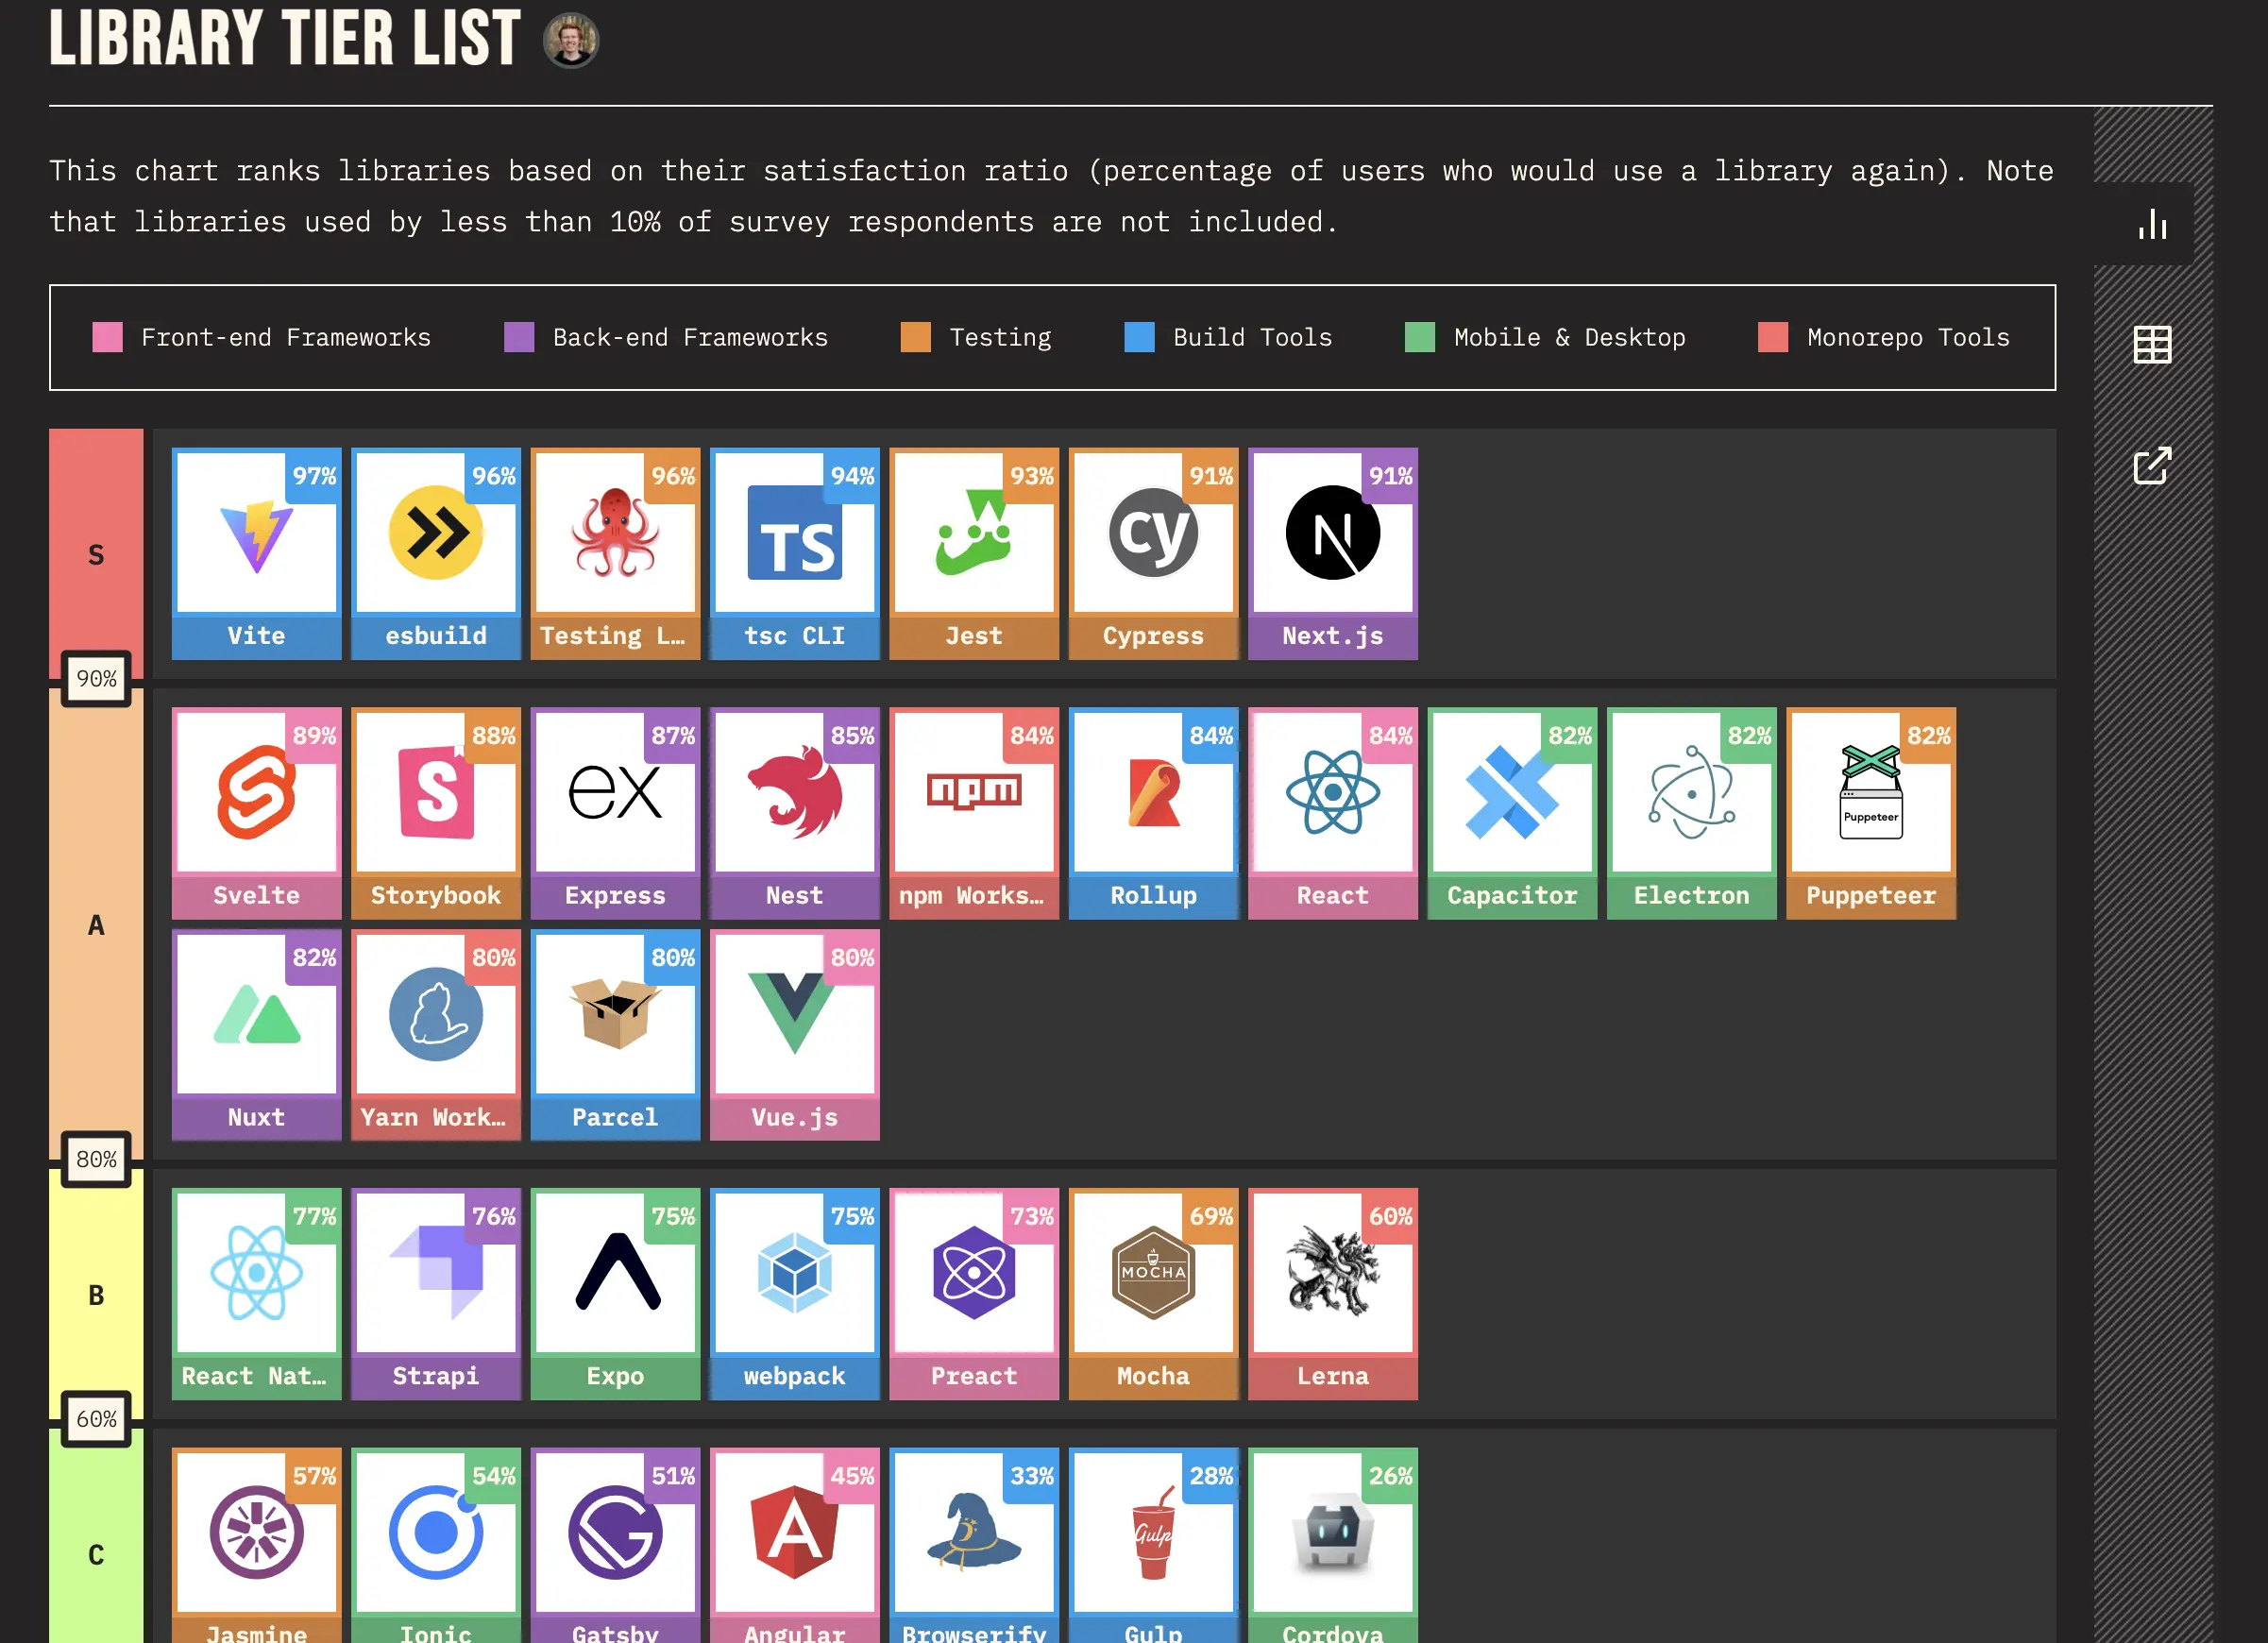 LIBRARY TIER LIST
This chart ranks libraries based on their satisfaction ratio (percentage of users who would use a library again). Note
that libraries used by less than 10% of survey respondents are not included.
Front-end Frameworks Back-end Frameworks Testing Build Tools Mobile & Desktop Monorepo Tools
S
97% 96% 96% 94% 93% 91% 91%
TS cy N
Vite esbuild Testing L… tsc CLI Jest Cypress Next.js
90%
A
89% 88% 87% 85% 84% 84% 84% 82% 82% 82%
S ex npm R Puppeteer
Svelte Storybook Express Nest npm Works… Rollup React Capacitor Electron Puppeteer
82% 80% 80% 80%
Nuxt Yarn Work… Parcel Vue.js
80%
B
77% 76% 75% 75% 73% 69% 60%
MOCHA
React Nat… Strapi Expo webpack Preact Mocha Lerna
60%
C
57% 54% 51% 45% 33% 28% 26%
G A Gulp
Jasmine Ionic Gatsby Angular Browserify Gulp Cordova